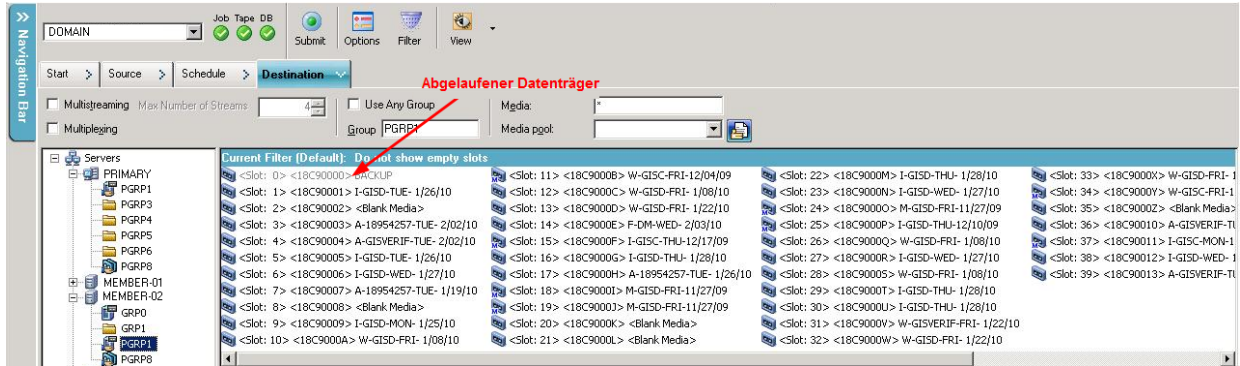 Navigation Bar
DOMAIN
Job Tape DB
Submit
Options
Filter
View
Start
Source
Schedule
Destination
Abgelaufener Datenträger
Multistreaming Max Number of Streams 4
Use Any Group
Media: *
Multiplexing
Group PGRP1
Media pool:
Servers
PRIMARY
PGRP1
PGRP3
PGRP4
PGRP5
PGRP6
PGRP8
MEMBER-01
MEMBER-02
GRP0
GRP1
PGRP1
PGRP8
Current Filter (Default): Do not show empty slots
<Slot: 0> <18C90000> BACKUP
<Slot: 1> <18C90001> I-GISD-TUE- 1/26/10
<Slot: 2> <18C90002> <Blank Media>
<Slot: 3> <18C90003> A-18954257-TUE- 2/02/10
<Slot: 4> <18C90004> A-GISVERIF-TUE- 2/02/10
<Slot: 5> <18C90005> I-GISD-TUE- 1/26/10
<Slot: 6> <18C90006> I-GISD-WED- 1/27/10
<Slot: 7> <18C90007> A-18954257-TUE- 1/19/10
<Slot: 8> <18C90008> <Blank Media>
<Slot: 9> <18C90009> I-GISD-MON- 1/25/10
<Slot: 10> <18C9000A> W-GISD-FRI- 1/08/10
<Slot: 11> <18C9000B> W-GISC-FRI-12/04/09
<Slot: 12> <18C9000C> W-GISD-FRI- 1/08/10
<Slot: 13> <18C9000D> W-GISD-FRI- 1/22/10
<Slot: 14> <18C9000E> F-DM-WED- 2/03/10
<Slot: 15> <18C9000F> I-GISC-THU-12/17/09
<Slot: 16> <18C9000G> I-GISD-THU- 1/28/10
<Slot: 17> <18C9000H> A-18954257-TUE- 1/26/10
<Slot: 18> <18C9000I> M-GISD-FRI-11/27/09
<Slot: 19> <18C9000J> M-GISD-FRI-11/27/09
<Slot: 20> <18C9000K> <Blank Media>
<Slot: 21> <18C9000L> <Blank Media>
<Slot: 22> <18C9000M> I-GISD-THU- 1/28/10
<Slot: 23> <18C9000N> I-GISD-WED- 1/27/10
<Slot: 24> <18C9000O> M-GISD-FRI-11/27/09
<Slot: 25> <18C9000P> I-GISD-THU-12/10/09
<Slot: 26> <18C9000Q> W-GISD-FRI- 1/08/10
<Slot: 27> <18C9000R> I-GISD-WED- 1/27/10
<Slot: 28> <18C9000S> W-GISD-FRI- 1/08/10
<Slot: 29> <18C9000T> I-GISD-THU- 1/28/10
<Slot: 30> <18C9000U> I-GISD-THU- 1/28/10
<Slot: 31> <18C9000V> W-GISVERIF-FRI- 1/22/10
<Slot: 32> <18C9000W> W-GISD-FRI- 1/22/10
<Slot: 33> <18C9000X> W-GISD-FRI- 1
<Slot: 34> <18C9000Y> W-GISC-FRI-1
<Slot: 35> <18C9000Z> <Blank Media>
<Slot: 36> <18C90010> A-GISVERIF-TU
<Slot: 37> <18C90011> I-GISC-MON-1
<Slot: 38> <18C90012> I-GISD-WED- 1
<Slot: 39> <18C90013> A-GISVERIF-TU